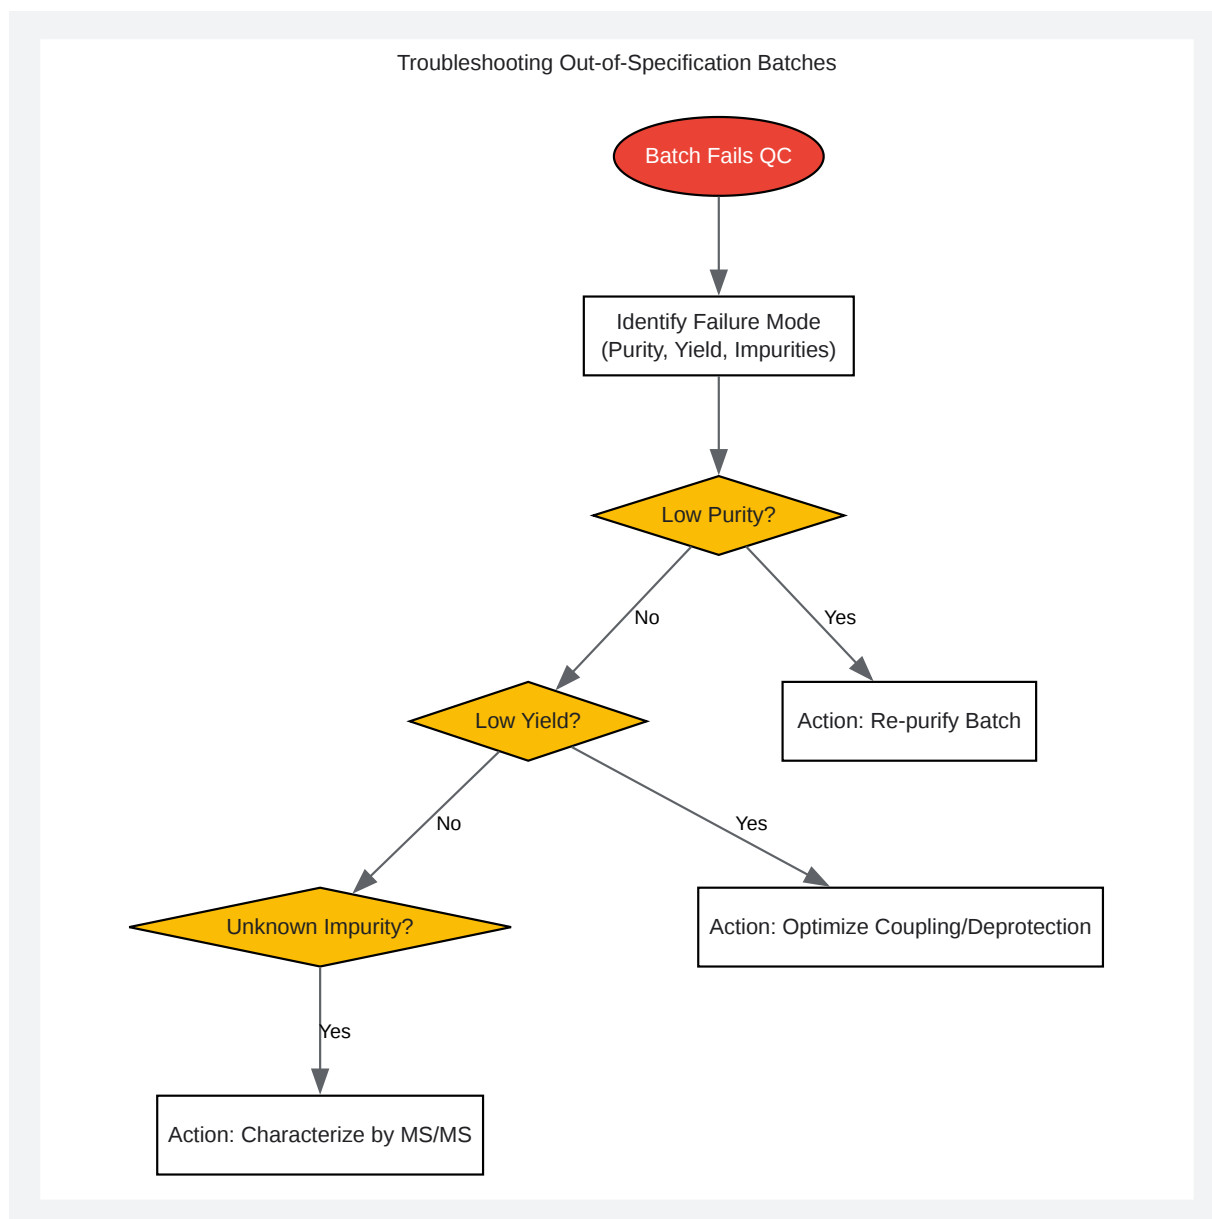 Troubleshooting Out-of-Specification Batches
Batch Fails QC
Identify Failure Mode
(Purity, Yield, Impurities)
Low Purity?
No
Yes
Low Yield?
Action: Re-purify Batch
No
Yes
Unknown Impurity?
Action: Optimize Coupling/Deprotection
Yes
Action: Characterize by MS/MS